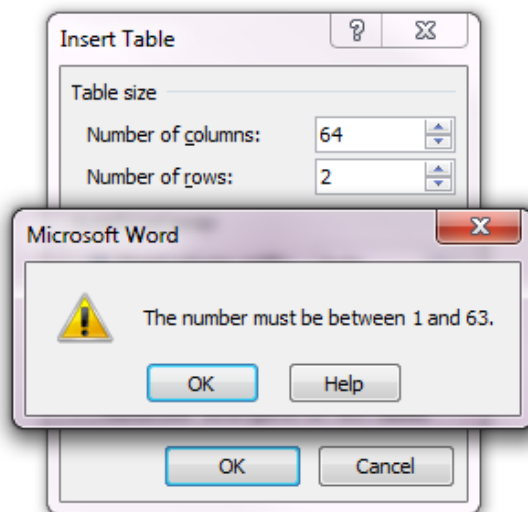 Insert Table
Table size
Number of columns: 64
Number of rows: 2
Microsoft Word
The number must be between 1 and 63.
OK Help
OK Cancel